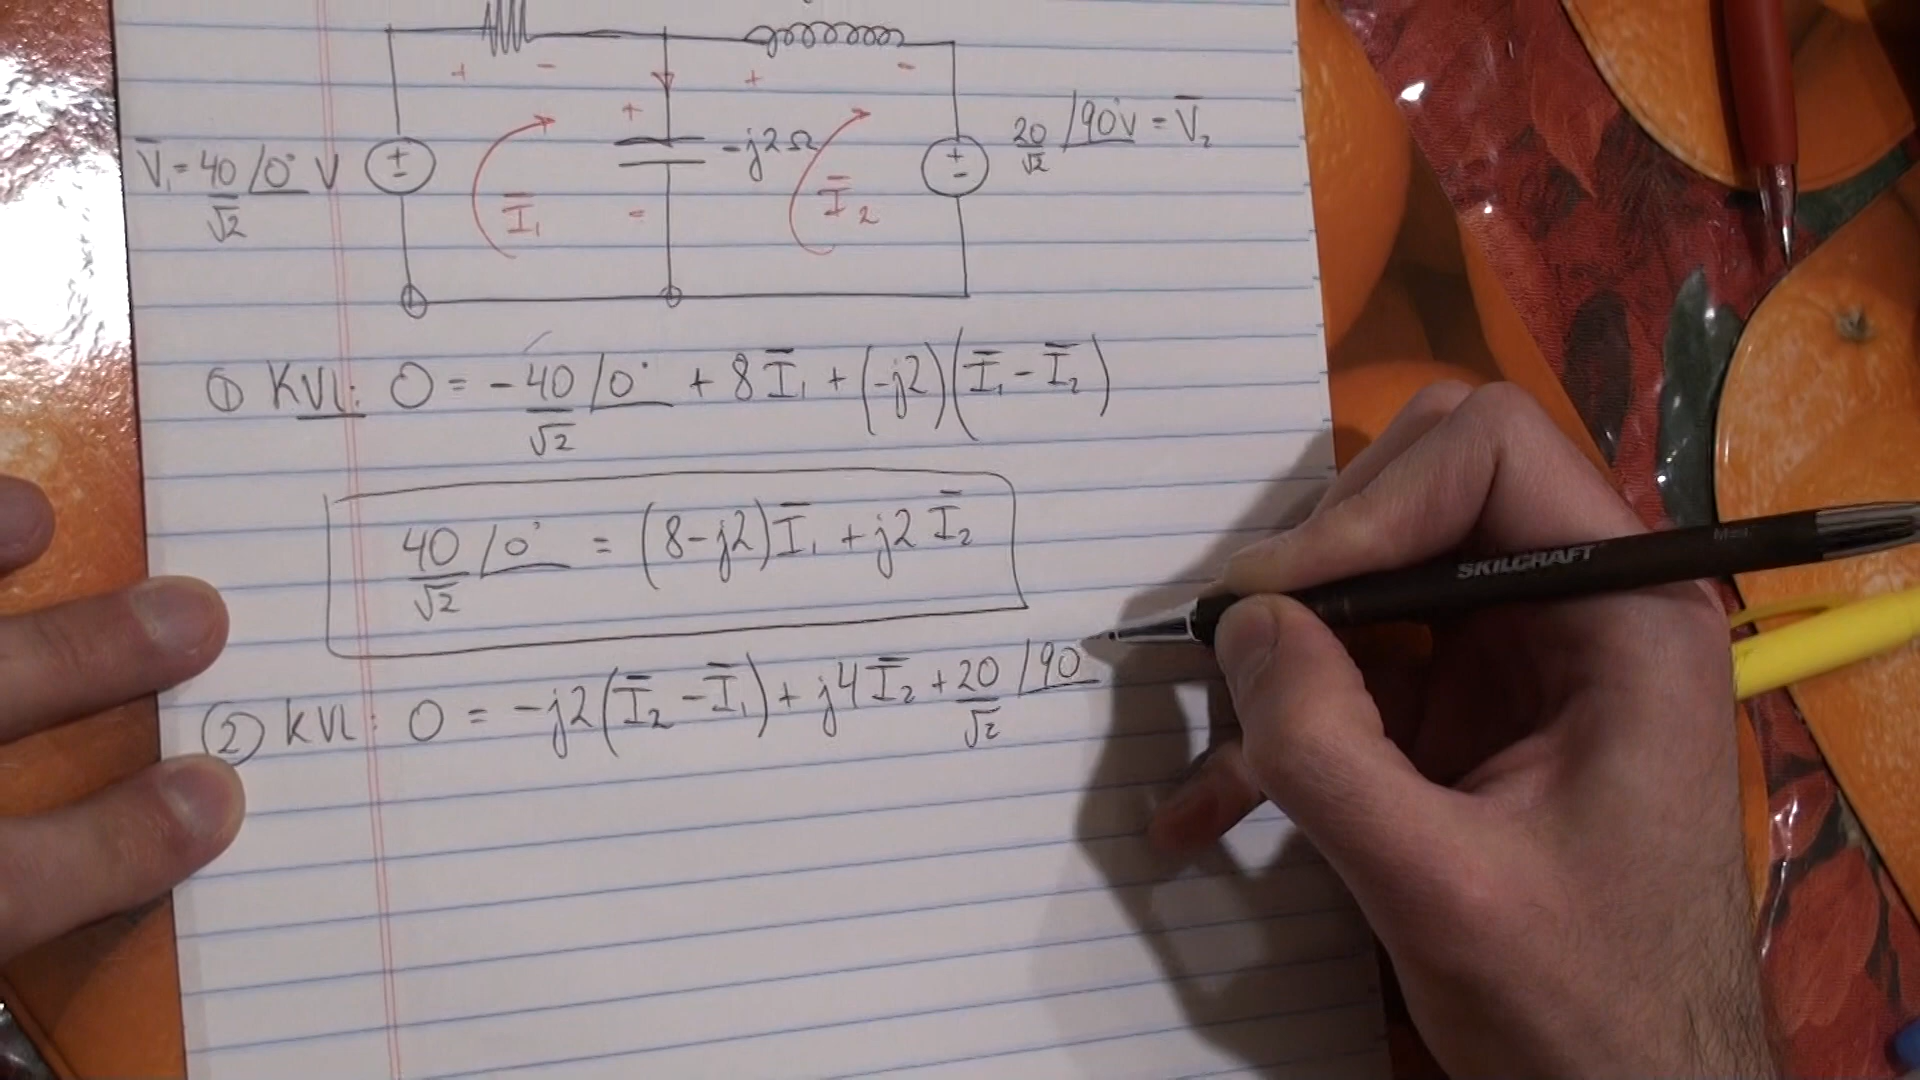 -j2Ω
V̄₁ = 40/√2 ∠0° V
20/√2 ∠90° V = V̄₂
Ī₁
Ī₂
① KVL: 0 = -40/√2 ∠0° + 8Ī₁ + (-j2)(Ī₁ - Ī₂)
40/√2 ∠0° = (8-j2)Ī₁ + j2Ī₂
② KVL: 0 = -j2(Ī₂ - Ī₁) + j4Ī₂ + 20/√2 ∠90
SKILCRAFT